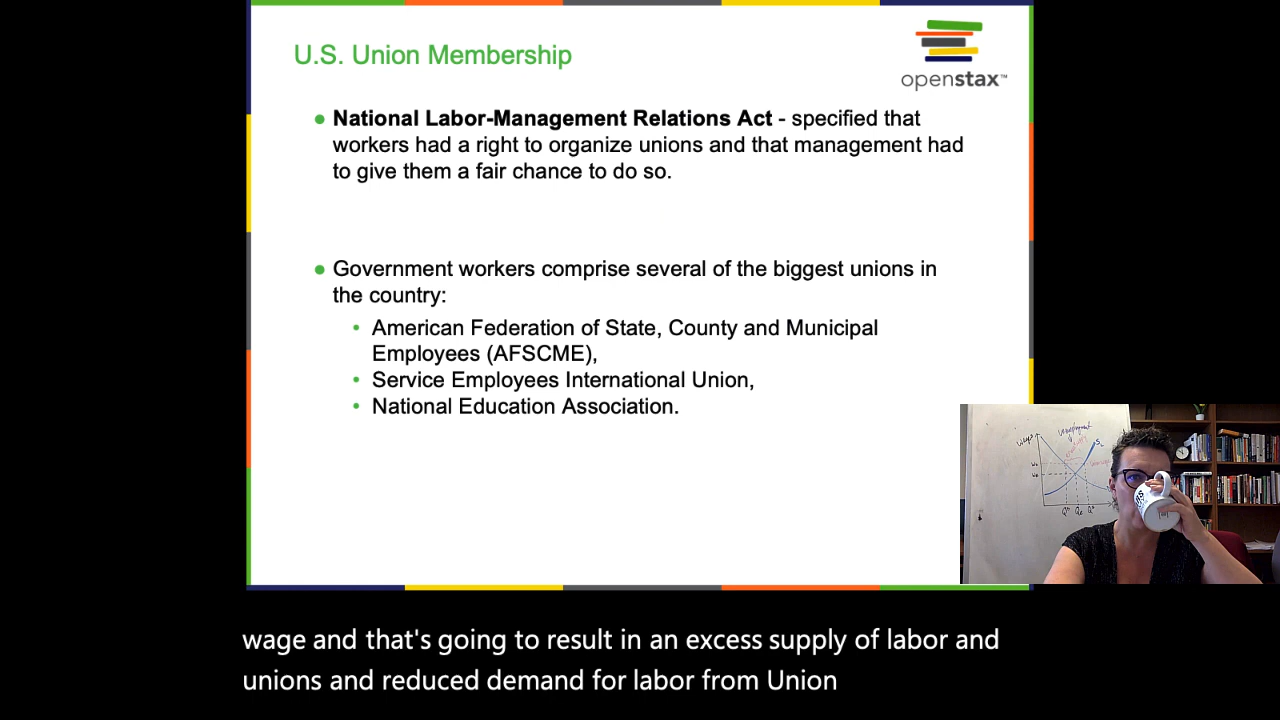 U.S. Union Membership
openstax™
• National Labor-Management Relations Act - specified that
workers had a right to organize unions and that management had
to give them a fair chance to do so.
• Government workers comprise several of the biggest unions in
the country:
• American Federation of State, County and Municipal
Employees (AFSCME),
• Service Employees International Union,
• National Education Association.
unemployment
wage and that's going to result in an excess supply of labor and
unions and reduced demand for labor from Union